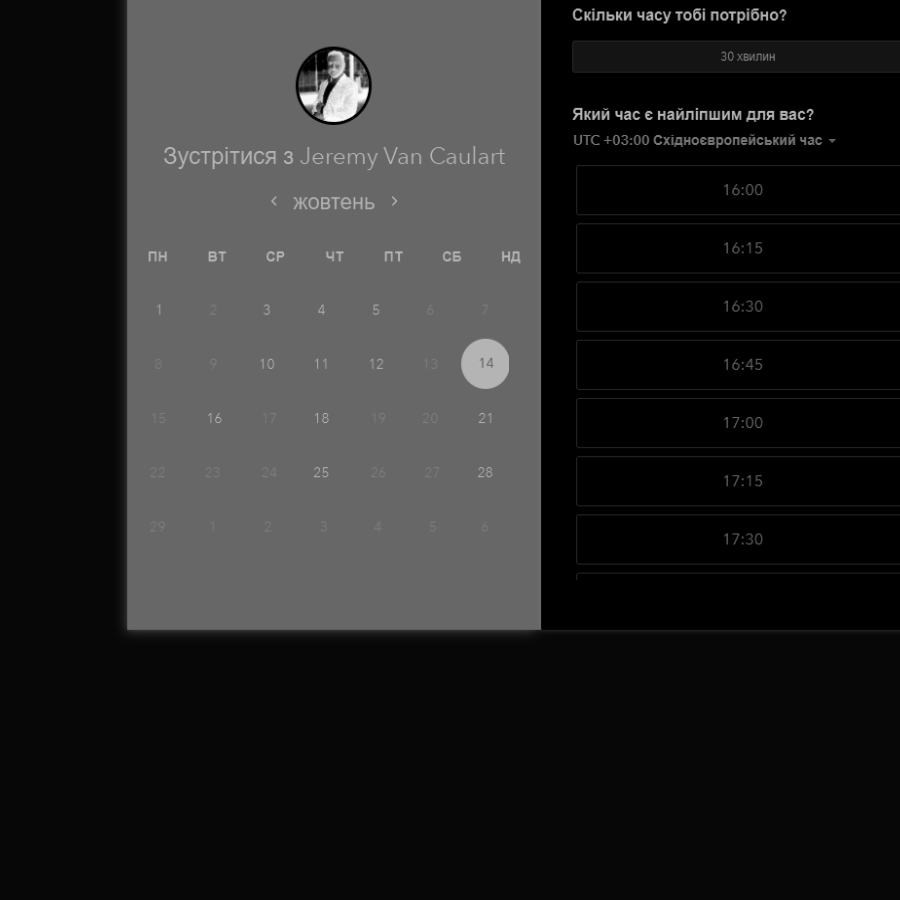 Зустрітися з Jeremy Van Caulart
жовтень
ПН ВТ СР ЧТ ПТ СБ НД
1 2 3 4 5 6 7
8 9 10 11 12 13 14
15 16 17 18 19 20 21
22 23 24 25 26 27 28
29 1 2 3 4 5 6
Скільки часу тобі потрібно?
30 хвилин
Який час є найліпшим для вас?
UTC +03:00 Східноєвропейський час
16:00
16:15
16:30
16:45
17:00
17:15
17:30